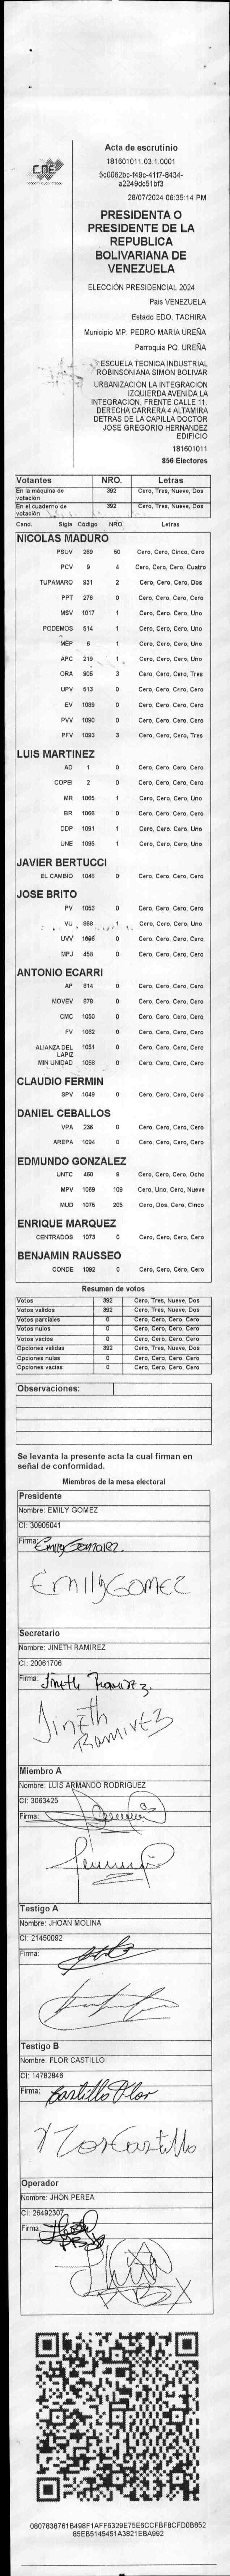 CNE
Acta de escrutinio
181601011.03.1.0001
5c0062bc-f49c-41f7-8434-
a2249dc51bf3
28/07/2024 06:35:14 PM
PRESIDENTA O
PRESIDENTE DE LA
REPUBLICA
BOLIVARIANA DE
VENEZUELA
ELECCIÓN PRESIDENCIAL 2024
Pais VENEZUELA
Estado EDO. TACHIRA
Municipio MP. PEDRO MARIA UREÑA
Parroquia PQ. UREÑA
ESCUELA TECNICA INDUSTRIAL
ROBINSONIANA SIMON BOLIVAR
URBANIZACION LA INTEGRACION
IZQUIERDA AVENIDA LA
INTEGRACION. FRENTE CALLE 11.
DERECHA CARRERA 4 ALTAMIRA
DETRAS DE LA CAPILLA DOCTOR
JOSE GREGORIO HERNANDEZ
EDIFICIO
181601011
856 Electores
Votantes NRO. Letras
En la máquina de votación 392 Cero, Tres, Nueve, Dos
En el cuaderno de votación 392 Cero, Tres, Nueve, Dos
Cand. Sigla Código NRO. Letras
NICOLAS MADURO
PSUV 269 50 Cero, Cero, Cinco, Cero
PCV 9 4 Cero, Cero, Cero, Cuatro
TUPAMARO 931 2 Cero, Cero, Cero, Dos
PPT 276 0 Cero, Cero, Cero, Cero
MSV 1017 1 Cero, Cero, Cero, Uno
PODEMOS 514 1 Cero, Cero, Cero, Uno
MEP 6 1 Cero, Cero, Cero, Uno
APC 219 1 Cero, Cero, Cero, Uno
ORA 906 3 Cero, Cero, Cero, Tres
UPV 513 0 Cero, Cero, Cero, Cero
EV 1089 0 Cero, Cero, Cero, Cero
PVV 1090 0 Cero, Cero, Cero, Cero
PFV 1093 3 Cero, Cero, Cero, Tres
LUIS MARTINEZ
AD 1 0 Cero, Cero, Cero, Cero
COPEI 2 0 Cero, Cero, Cero, Cero
MR 1065 1 Cero, Cero, Cero, Uno
BR 1066 0 Cero, Cero, Cero, Cero
DDP 1091 1 Cero, Cero, Cero, Uno
UNE 1095 1 Cero, Cero, Cero, Uno
JAVIER BERTUCCI
EL CAMBIO 1048 0 Cero, Cero, Cero, Cero
JOSE BRITO
PV 1053 0 Cero, Cero, Cero, Cero
VU 868 1 Cero, Cero, Cero, Uno
UVV 0 Cero, Cero, Cero, Cero
MPJ 458 0 Cero, Cero, Cero, Cero
ANTONIO ECARRI
AP 814 0 Cero, Cero, Cero, Cero
MOVEV 878 0 Cero, Cero, Cero, Cero
CMC 1050 0 Cero, Cero, Cero, Cero
FV 1062 0 Cero, Cero, Cero, Cero
ALIANZA DEL LAPIZ 1051 0 Cero, Cero, Cero, Cero
MIN UNIDAD 1068 0 Cero, Cero, Cero, Cero
CLAUDIO FERMIN
SPV 1049 0 Cero, Cero, Cero, Cero
DANIEL CEBALLOS
VPA 236 0 Cero, Cero, Cero, Cero
AREPA 1094 0 Cero, Cero, Cero, Cero
EDMUNDO GONZALEZ
UNTC 460 8 Cero, Cero, Cero, Ocho
MPV 1069 109 Cero, Uno, Cero, Nueve
MUD 1075 205 Cero, Dos, Cero, Cinco
ENRIQUE MARQUEZ
CENTRADOS 1073 0 Cero, Cero, Cero, Cero
BENJAMIN RAUSSEO
CONDE 1092 0 Cero, Cero, Cero, Cero
Resumen de votos
Votos 392 Cero, Tres, Nueve, Dos
Votos validos 392 Cero, Tres, Nueve, Dos
Votos parciales 0 Cero, Cero, Cero, Cero
Votos nulos 0 Cero, Cero, Cero, Cero
Votos vacios 0 Cero, Cero, Cero, Cero
Opciones validas 392 Cero, Tres, Nueve, Dos
Opciones nulas 0 Cero, Cero, Cero, Cero
Opciones vacias 0 Cero, Cero, Cero, Cero
Observaciones:
Se levanta la presente acta la cual firman en
señal de conformidad.
Miembros de la mesa electoral
Presidente
Nombre: EMILY GOMEZ
CI: 30905041
Firma:
Emily GOMEZ
Secretario
Nombre: JINETH RAMIREZ
CI: 20061706
Firma: Jineth Ramirez.
Jineth
Ramirez
Miembro A
Nombre: LUIS ARMANDO RODRIGUEZ
CI: 3063425
Firma:
Testigo A
Nombre: JHOAN MOLINA
CI: 21450092
Firma:
Testigo B
Nombre: FLOR CASTILLO
CI: 14782846
Firma: Castillo Flor
Flor Castillo
Operador
Nombre: JHON PEREA
CI: 26492307
Firma:
0807838761B498F1AFF6329E75E6CCFBF8CFD0B852
85EB5145451A3821EBA992